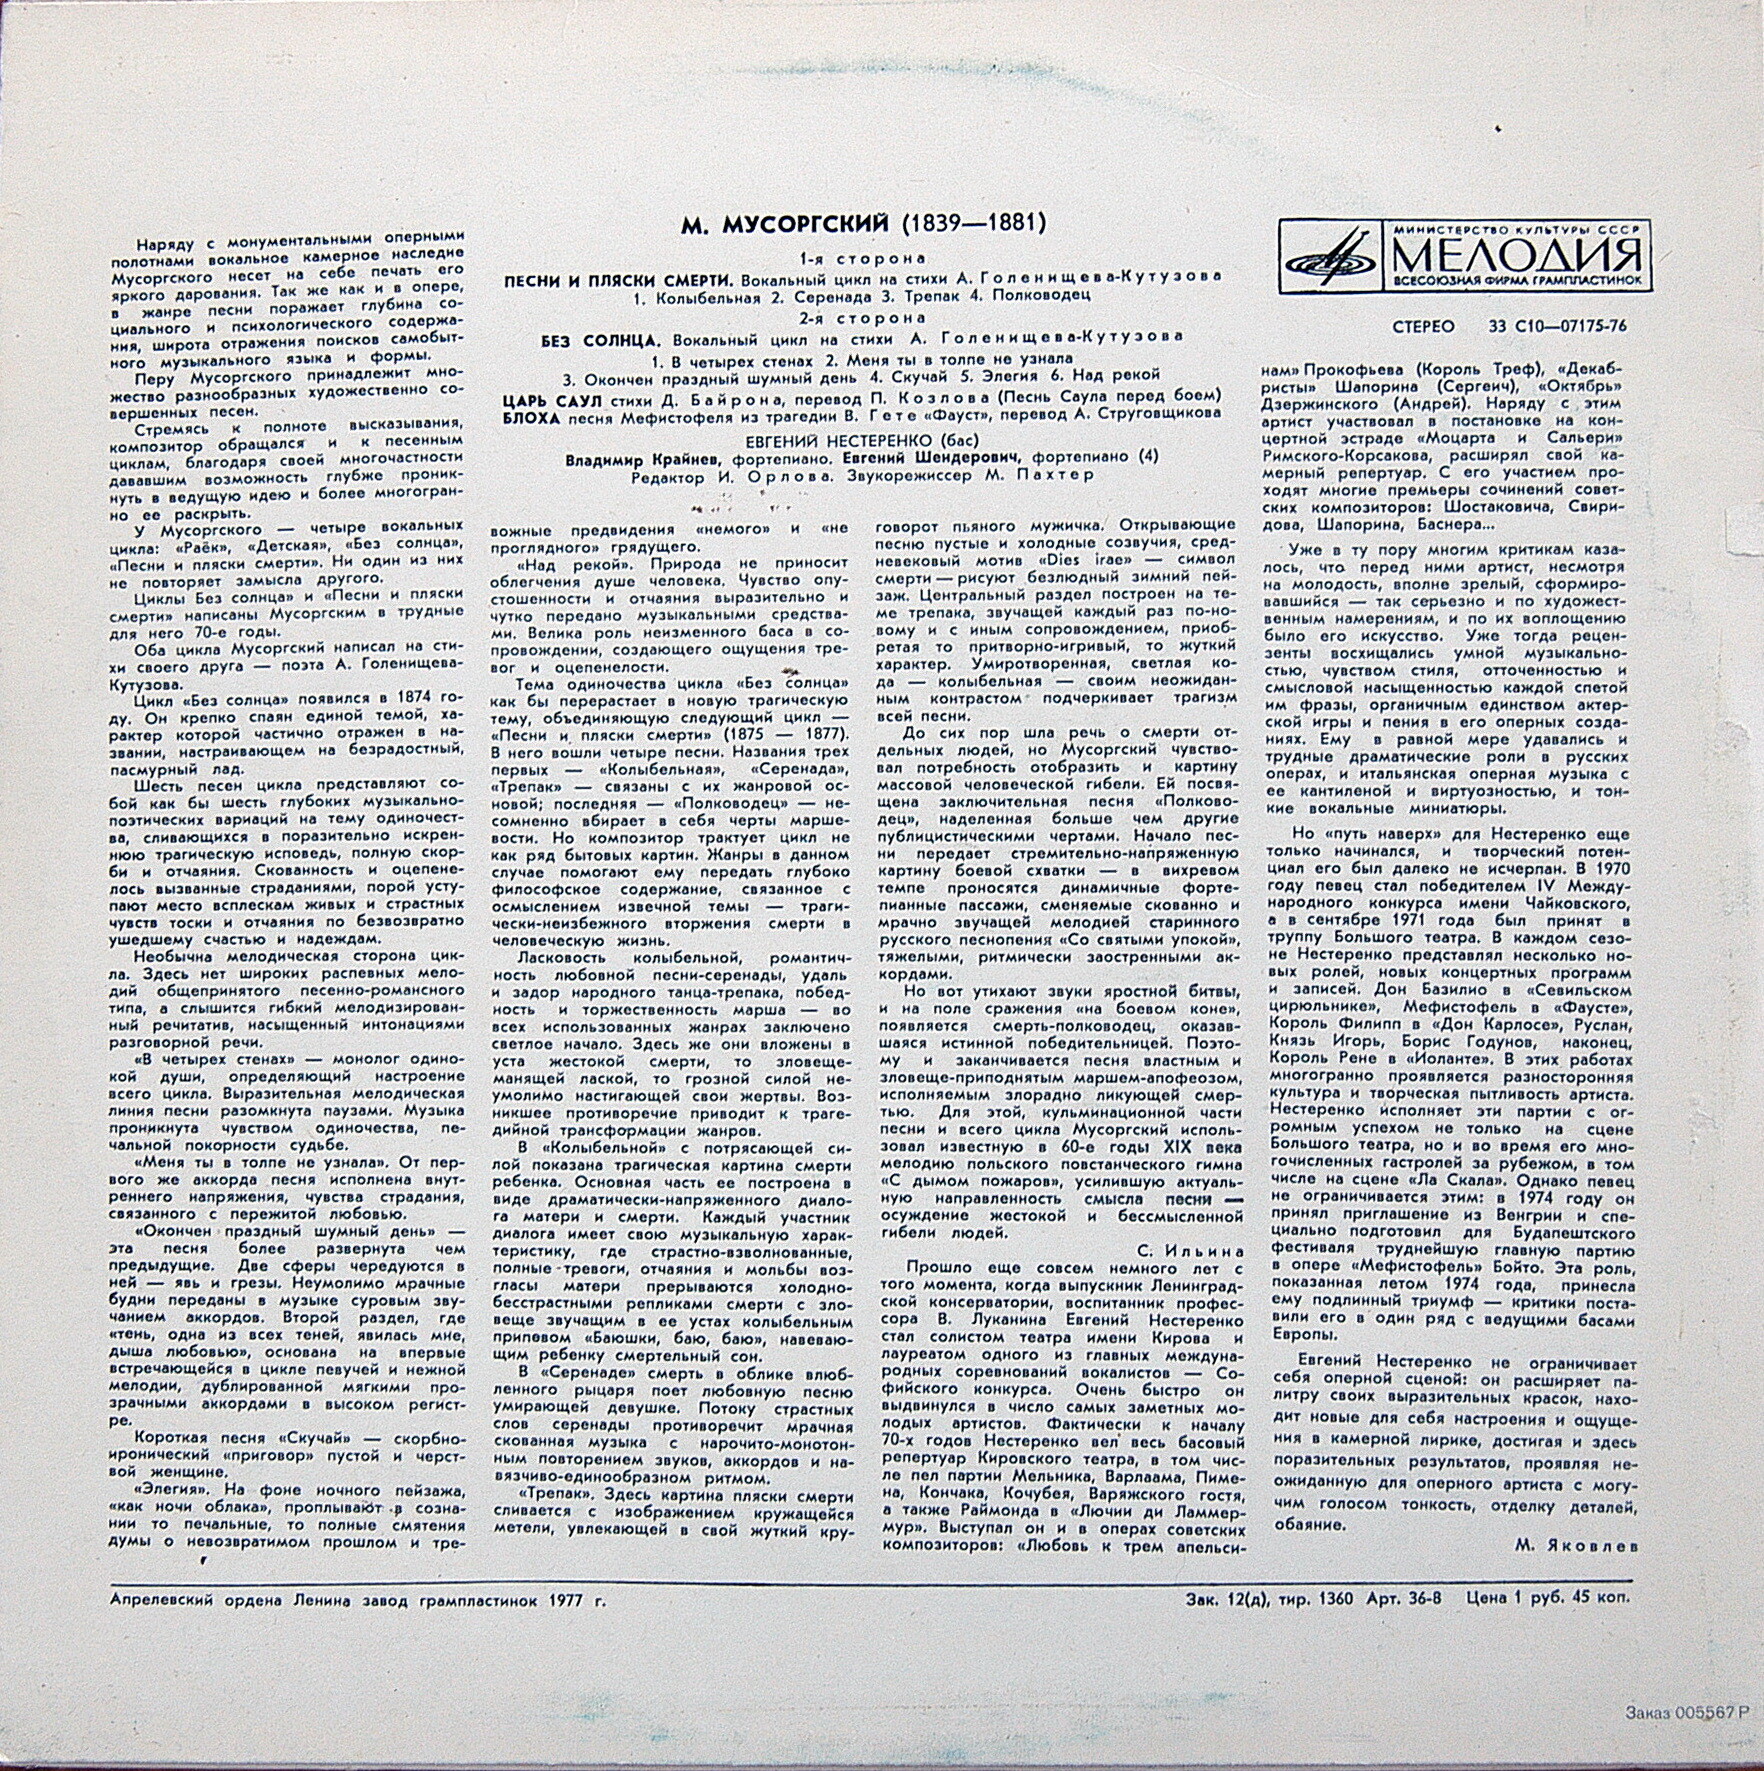 М. МУСОРГСКИЙ (1839—1881)
1-я сторона
ПЕСНИ И ПЛЯСКИ СМЕРТИ. Вокальный цикл на стихи А. Голенищева-Кутузова
1. Колыбельная 2. Серенада 3. Трепак 4. Полководец
2-я сторона
БЕЗ СОЛНЦА. Вокальный цикл на стихи А. Голенищева-Кутузова
1. В четырех стенах 2. Меня ты в толпе не узнала
3. Окончен праздный шумный день 4. Скучай 5. Элегия 6. Над рекой
ЦАРЬ САУЛ стихи Д. Байрона, перевод П. Козлова (Песнь Саула перед боем)
БЛОХА песня Мефистофеля из трагедии В. Гете «Фауст», перевод А. Струговщикова
ЕВГЕНИЙ НЕСТЕРЕНКО (бас)
Владимир Крайнев, фортепиано. Евгений Шендерович, фортепиано (4)
Редактор И. Орлова. Звукорежиссер М. Пахтер
МИНИСТЕРСТВО КУЛЬТУРЫ СССР
МЕЛОДИЯ
ВСЕСОЮЗНАЯ ФИРМА ГРАМПЛАСТИНОК
СТЕРЕО 33 С10—07175-76
Наряду с монументальными оперными
полотнами вокальное камерное наследие
Мусоргского несет на себе печать его
яркого дарования. Так же как и в опере,
в жанре песни поражает глубина со-
циального и психологического содержа-
ния, широта отражения поисков самобыт-
ного музыкального языка и формы.
Перу Мусоргского принадлежит мно-
жество разнообразных художественно со-
вершенных песен.
Стремясь к полноте высказывания,
композитор обращался и к песенным
циклам, благодаря своей многочастности
дававшим возможность глубже проник-
нуть в ведущую идею и более многогран-
но ее раскрыть.
У Мусоргского — четыре вокальных
цикла: «Раёк», «Детская», «Без солнца»,
«Песни и пляски смерти». Ни один из них
не повторяет замысла другого.
Циклы Без солнца» и «Песни и пляски
смерти» написаны Мусоргским в трудные
для него 70-е годы.
Оба цикла Мусоргский написал на сти-
хи своего друга — поэта А. Голенищева-
Кутузова.
Цикл «Без солнца» появился в 1874 го-
ду. Он крепко спаян единой темой, ха-
рактер которой частично отражен в на-
звании, настраивающем на безрадостный,
пасмурный лад.
Шесть песен цикла представляют со-
бой как бы шесть глубоких музыкально-
поэтических вариаций на тему одиночест-
ва, сливающихся в поразительно искрен-
нюю трагическую исповедь, полную скор-
би и отчаяния. Скованность и оцепене-
лось вызванные страданиями, порой усту-
пают место всплескам живых и страстных
чувств тоски и отчаяния по безвозвратно
ушедшему счастью и надеждам.
Необычна мелодическая сторона цик-
ла. Здесь нет широких распевных мело-
дий общепринятого песенно-романсного
типа, а слышится гибкий мелодизирован-
ный речитатив, насыщенный интонациями
разговорной речи.
«В четырех стенах» — монолог одино-
кой души, определяющий настроение
всего цикла. Выразительная мелодическая
линия песни разомкнута паузами. Музыка
проникнута чувством одиночества, пе-
чальной покорности судьбе.
«Меня ты в толпе не узнала». От пер-
вого же аккорда песня исполнена внут-
реннего напряжения, чувства страдания,
связанного с пережитой любовью.
«Окончен праздный шумный день» —
эта песня более развернута чем
предыдущие. Две сферы чередуются в
ней — явь и грезы. Неумолимо мрачные
будни переданы в музыке суровым зву-
чанием аккордов. Второй раздел, где
«тень, одна из всех теней, явилась мне,
дыша любовью», основана на впервые
встречающейся в цикле певучей и нежной
мелодии, дублированной мягкими про-
зрачными аккордами в высоком регист-
ре.
Короткая песня «Скучай» — скорбно-
иронический «приговор» пустой и черст-
вой женщине.
«Элегия». На фоне ночного пейзажа,
«как ночи облака», проплывают в созна-
нии то печальные, то полные смятения
думы о невозвратимом прошлом и тре-
вожные предвидения «немого» и «не
проглядного» грядущего.
«Над рекой». Природа не приносит
облегчения душе человека. Чувство опу-
стошенности и отчаяния выразительно и
чутко передано музыкальными средства-
ми. Велика роль неизменного баса в со-
провождении, создающего ощущения тре-
вог и оцепенелости.
Тема одиночества цикла «Без солнца»
как бы перерастает в новую трагическую
тему, объединяющую следующий цикл —
«Песни и пляски смерти» (1875 — 1877).
В него вошли четыре песни. Названия трех
первых — «Колыбельная», «Серенада»,
«Трепак» — связаны с их жанровой ос-
новой; последняя — «Полководец» — не-
сомненно вбирает в себя черты марше-
вости. Но композитор трактует цикл не
как ряд бытовых картин. Жанры в данном
случае помогают ему передать глубоко
философское содержание, связанное с
осмыслением извечной темы — траги-
чески-неизбежного вторжения смерти в
человеческую жизнь.
Ласковость колыбельной, романтич-
ность любовной песни-серенады, удаль
и задор народного танца-трепака, побед-
ность и торжественность марша — во
всех использованных жанрах заключено
светлое начало. Здесь же они вложены в
уста жестокой смерти, то зловеще-
манящей лаской, то грозной силой не-
умолимо настигающей свои жертвы. Воз-
никшее противоречие приводит к траге-
дийной трансформации жанров.
В «Колыбельной» с потрясающей си-
лой показана трагическая картина смерти
ребенка. Основная часть ее построена в
виде драматически-напряженного диало-
га матери и смерти. Каждый участник
диалога имеет свою музыкальную харак-
теристику, где страстно-взволнованные,
полные тревоги, отчаяния и мольбы воз-
гласы матери прерываются холодно-
бесстрастными репликами смерти с зло-
веще звучащим в ее устах колыбельным
припевом «Баюшки, баю, баю», навеваю-
щим ребенку смертельный сон.
В «Серенаде» смерть в облике влюб-
ленного рыцаря поет любовную песню
умирающей девушке. Потоку страстных
слов серенады противоречит мрачная
скованная музыка с нарочито-монотон-
ным повторением звуков, аккордов и на-
вязчиво-единообразном ритмом.
«Трепак». Здесь картина пляски смерти
сливается с изображением кружащейся
метели, увлекающей в свой жуткий кру-
говорот пьяного мужичка. Открывающие
песню пустые и холодные созвучия, сред-
невековый мотив «Dies irae» — символ
смерти — рисуют безлюдный зимний пей-
заж. Центральный раздел построен на те-
ме трепака, звучащей каждый раз по-но-
вому и с иным сопровождением, приоб-
ретая то притворно-игривый, то жуткий
характер. Умиротворенная, светлая ко-
да — колыбельная — своим неожидан-
ным контрастом подчеркивает трагизм
всей песни.
До сих пор шла речь о смерти от-
дельных людей, но Мусоргский чувство-
вал потребность отобразить и картину
массовой человеческой гибели. Ей посвя-
щена заключительная песня «Полково-
дец», наделенная больше чем другие
публицистическими чертами. Начало пес-
ни передает стремительно-напряженную
картину боевой схватки — в вихревом
темпе проносятся динамичные форте-
пианные пассажи, сменяемые скованно и
мрачно звучащей мелодией старинного
русского песнопения «Со святыми упокой»,
тяжелыми, ритмически заостренными ак-
кордами.
Но вот утихают звуки яростной битвы,
и на поле сражения «на боевом коне»,
появляется смерть-полководец, оказав-
шаяся истинной победительницей. Поэто-
му и заканчивается песня властным и
зловеще-приподнятым маршем-апофеозом,
исполняемым злорадно ликующей смер-
тью. Для этой, кульминационной части
песни и всего цикла Мусоргский исполь-
зовал известную в 60-е годы XIX века
мелодию польского повстанческого гимна
«С дымом пожаров», усилившую актуаль-
ную направленность смысла песни —
осуждение жестокой и бессмысленной
гибели людей.
С. Ильина
Прошло еще совсем немного лет с
того момента, когда выпускник Ленинград-
ской консерватории, воспитанник профес-
сора В. Луканина Евгений Нестеренко
стал солистом театра имени Кирова и
лауреатом одного из главных междуна-
родных соревнований вокалистов — Со-
фийского конкурса. Очень быстро он
выдвинулся в число самых заметных мо-
лодых артистов. Фактически к началу
70-х годов Нестеренко вел весь басовый
репертуар Кировского театра, в том чис-
ле пел партии Мельника, Варлаама, Пиме-
на, Кончака, Кочубея, Варяжского гостя,
а также Раймонда в «Лючии ди Ламмер-
мур». Выступал он и в операх советских
композиторов: «Любовь к трем апельси-
нам» Прокофьева (Король Треф), «Декаб-
ристы» Шапорина (Сергеич), «Октябрь»
Дзержинского (Андрей). Наряду с этим
артист участвовал в постановке на кон-
цертной эстраде «Моцарта и Сальери»
Римского-Корсакова, расширял свой ка-
мерный репертуар. С его участием про-
ходят многие премьеры сочинений совет-
ских композиторов: Шостаковича, Свири-
дова, Шапорина, Баснера...
Уже в ту пору многим критикам каза-
лось, что перед ними артист, несмотря
на молодость, вполне зрелый, сформиро-
вавшийся — так серьезно и по художест-
венным намерениям, и по их воплощению
было его искусство. Уже тогда рецен-
зенты восхищались умной музыкально-
стью, чувством стиля, отточенностью и
смысловой насыщенностью каждой спетой
им фразы, органичным единством актер-
ской игры и пения в его оперных созда-
ниях. Ему в равной мере удавались и
трудные драматические роли в русских
операх, и итальянская оперная музыка с
ее кантиленой и виртуозностью, и тон-
кие вокальные миниатюры.
Но «путь наверх» для Нестеренко еще
только начинался, и творческий потен-
циал его был далеко не исчерпан. В 1970
году певец стал победителем IV Между-
народного конкурса имени Чайковского,
а в сентябре 1971 года был принят в
труппу Большого театра. В каждом сезо-
не Нестеренко представлял несколько но-
вых ролей, новых концертных программ
и записей. Дон Базилио в «Севильском
цирюльнике», Мефистофель в «Фаусте»,
Король Филипп в «Дон Карлосе», Руслан,
Князь Игорь, Борис Годунов, наконец,
Король Рене в «Иоланте». В этих работах
многогранно проявляется разносторонняя
культура и творческая пытливость артиста.
Нестеренко исполняет эти партии с ог-
ромным успехом не только на сцене
Большого театра, но и во время его мно-
гочисленных гастролей за рубежом, в том
числе на сцене «Ла Скала». Однако певец
не ограничивается этим: в 1974 году он
принял приглашение из Венгрии и спе-
циально подготовил для Будапештского
фестиваля труднейшую главную партию
в опере «Мефистофель» Бойто. Эта роль,
показанная летом 1974 года, принесла
ему подлинный триумф — критики поста-
вили его в один ряд с ведущими басами
Европы.
Евгений Нестеренко не ограничивает
себя оперной сценой: он расширяет па-
литру своих выразительных красок, нахо-
дит новые для себя настроения и ощуще-
ния в камерной лирике, достигая и здесь
поразительных результатов, проявляя не-
ожиданную для оперного артиста с могу-
чим голосом тонкость, отделку деталей,
обаяние.
М. Яковлев
Апрелевский ордена Ленина завод грампластинок 1977 г.
Зак. 12(д), тир. 1360 Арт. 36-8 Цена 1 руб. 45 коп.
Заказ 005567 Р